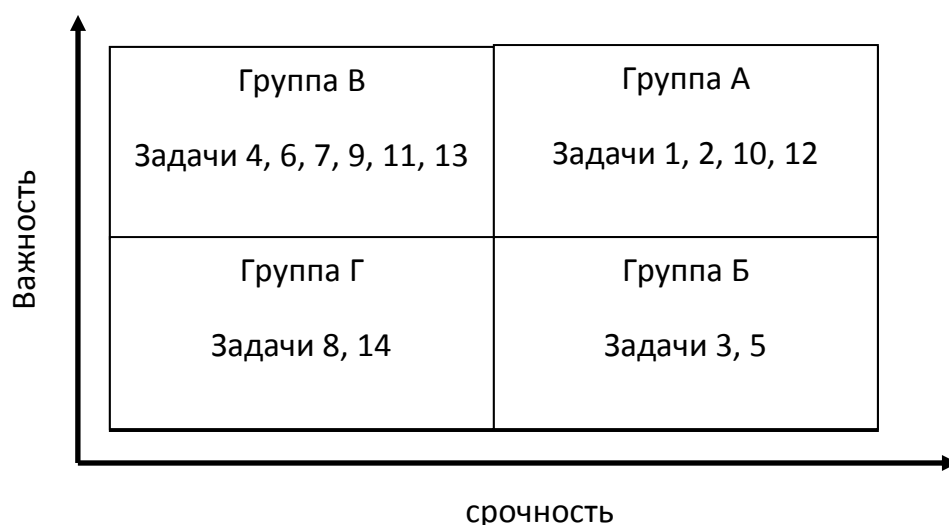 Важность
Группа В
Задачи 4, 6, 7, 9, 11, 13
Группа А
Задачи 1, 2, 10, 12
Группа Г
Задачи 8, 14
Группа Б
Задачи 3, 5
срочность